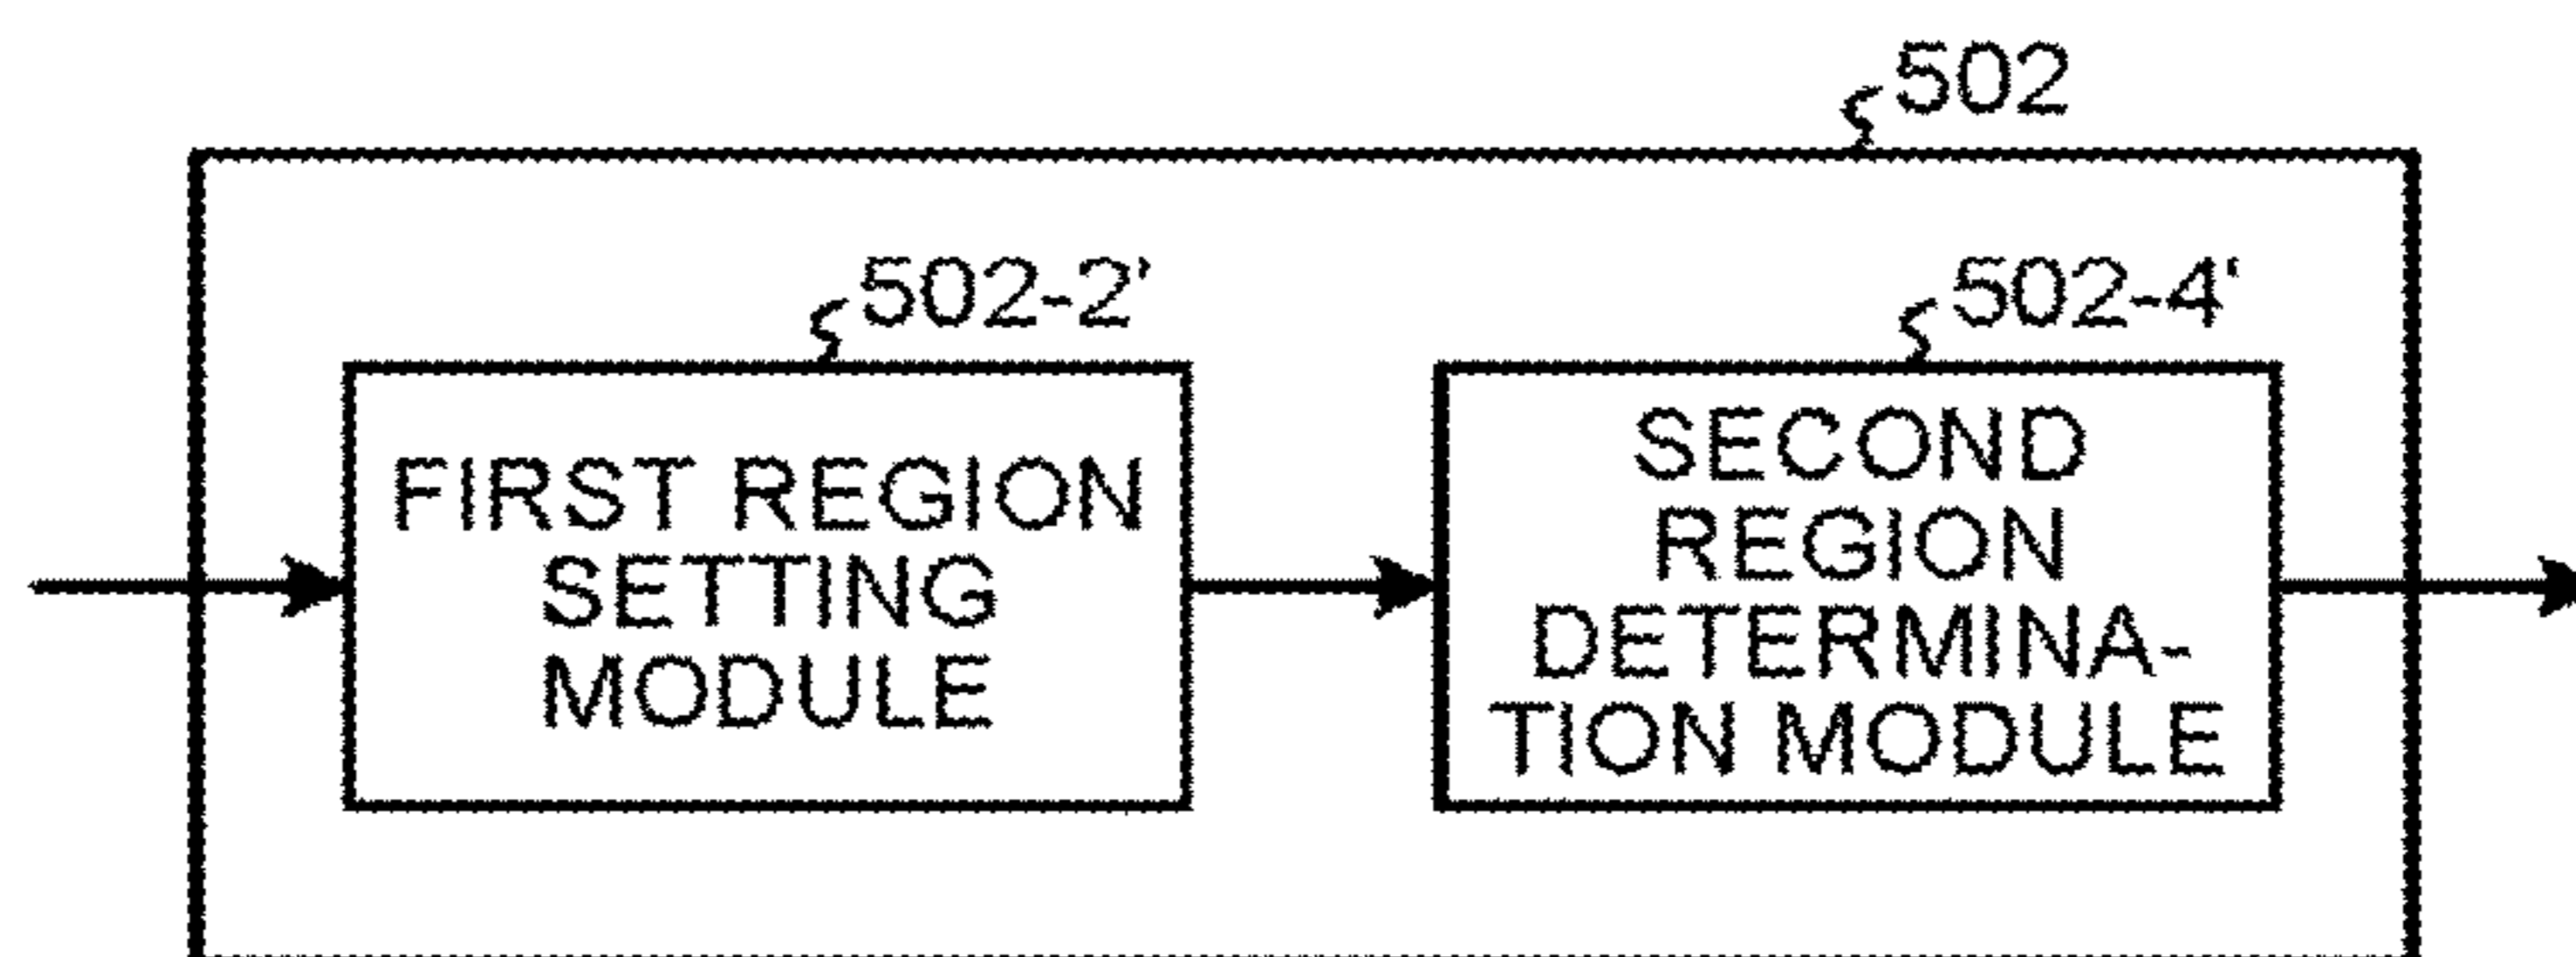 502
502-2'
502-4'
FIRST REGION
SETTING
MODULE
SECOND
REGION
DETERMINA-
TION MODULE